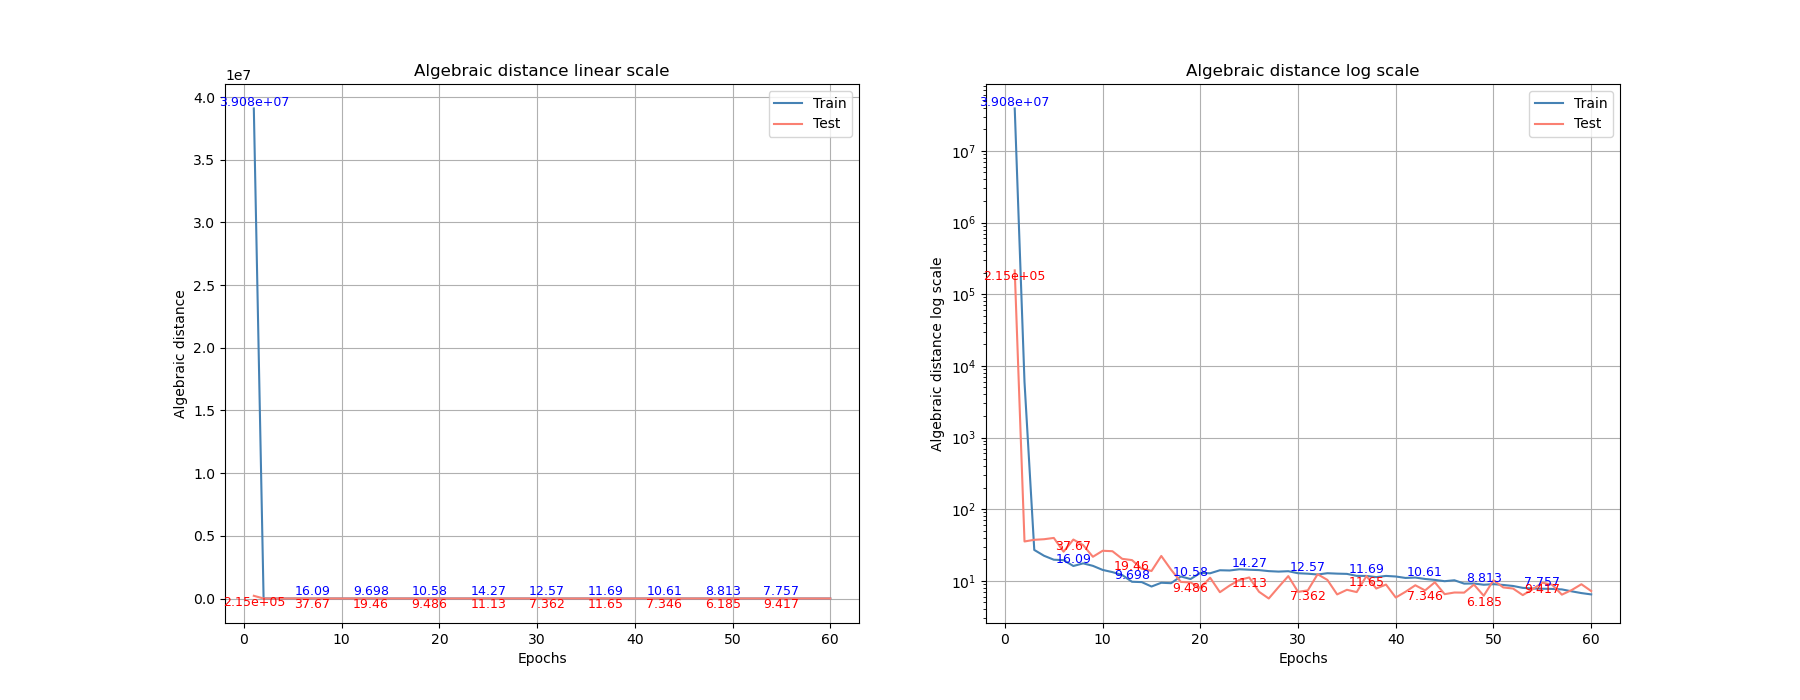 Algebraic distance linear scale
1e7
4.0
3.5
3.0
2.5
2.0
1.5
1.0
0.5
0.0
Algebraic distance
3.908e+07
2.15e+05
16.09 9.698 10.58 14.27 12.57 11.69 10.61 8.813 7.757
37.67 19.46 9.486 11.13 7.362 11.65 7.346 6.185 9.417
Train
Test
0 10 20 30 40 50 60
Epochs
Algebraic distance log scale
10^7
10^6
10^5
10^4
10^3
10^2
10^1
Algebraic distance log scale
3.908e+07
2.15e+05
16.09 9.698 10.58 14.27 12.57 11.69 10.61 8.813 7.757
37.67 19.46 9.486 11.13 7.362 11.65 7.346 6.185 9.417
Train
Test
0 10 20 30 40 50 60
Epochs